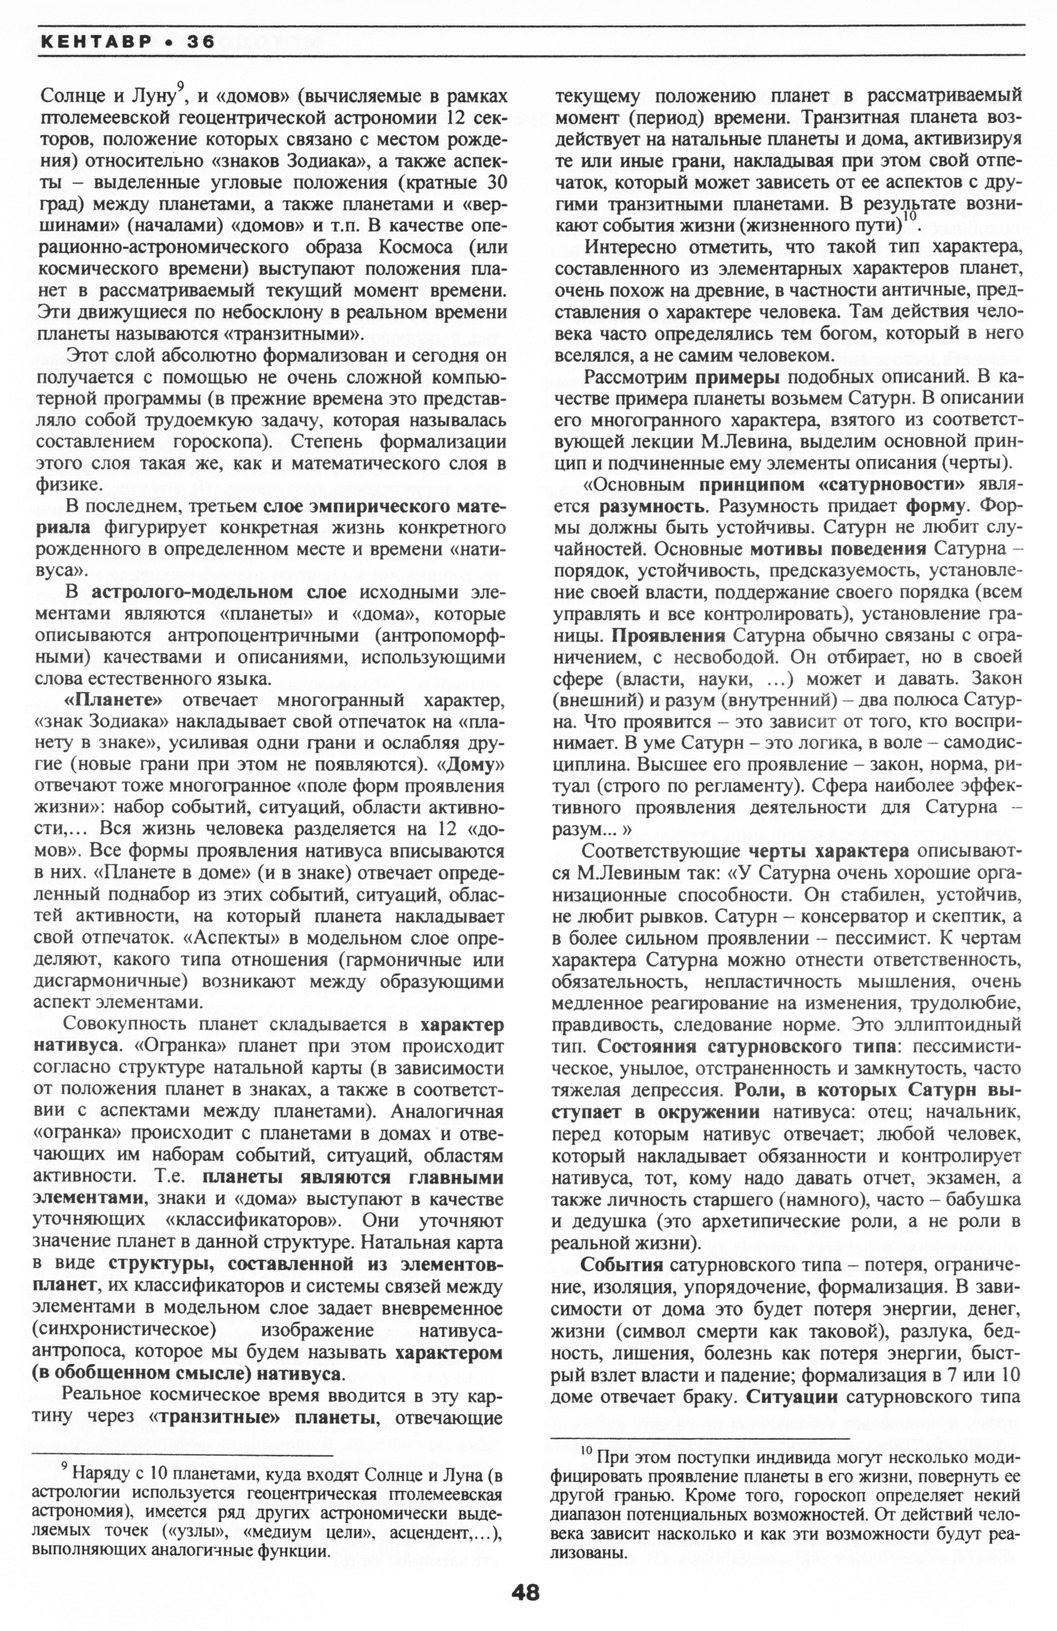 КЕНТАВР • 36
Солнце и Луну⁹, и «домов» (вычисляемые в рамках
птолемеевской геоцентрической астрономии 12 сек-
торов, положение которых связано с местом рожде-
ния) относительно «знаков Зодиака», а также аспек-
ты – выделенные угловые положения (кратные 30
град) между планетами, а также планетами и «вер-
шинами» (началами) «домов» и т.п. В качестве опе-
рационно-астрономического образа Космоса (или
космического времени) выступают положения пла-
нет в рассматриваемый текущий момент времени.
Эти движущиеся по небосклону в реальном времени
планеты называются «транзитными».
Этот слой абсолютно формализован и сегодня он
получается с помощью не очень сложной компью-
терной программы (в прежние времена это представ-
ляло собой трудоемкую задачу, которая называлась
составлением гороскопа). Степень формализации
этого слоя такая же, как и математического слоя в
физике.
В последнем, третьем слое эмпирического мате-
риала фигурирует конкретная жизнь конкретного
рожденного в определенном месте и времени «нати-
вуса».
В астролого-модельном слое исходными эле-
ментами являются «планеты» и «дома», которые
описываются антропоцентричными (антропоморф-
ными) качествами и описаниями, использующими
слова естественного языка.
«Планете» отвечает многогранный характер,
«знак Зодиака» накладывает свой отпечаток на «пла-
нету в знаке», усиливая одни грани и ослабляя дру-
гие (новые грани при этом не появляются). «Дому»
отвечают тоже многогранное «поле форм проявления
жизни»: набор событий, ситуаций, области активно-
сти,... Вся жизнь человека разделяется на 12 «до-
мов». Все формы проявления нативуса вписываются
в них. «Планете в доме» (и в знаке) отвечает опреде-
ленный поднабор из этих событий, ситуаций, облас-
тей активности, на который планета накладывает
свой отпечаток. «Аспекты» в модельном слое опре-
деляют, какого типа отношения (гармоничные или
дисгармоничные) возникают между образующими
аспект элементами.
Совокупность планет складывается в характер
нативуса. «Огранка» планет при этом происходит
согласно структуре натальной карты (в зависимости
от положения планет в знаках, а также в соответст-
вии с аспектами между планетами). Аналогичная
«огранка» происходит с планетами в домах и отве-
чающих им наборам событий, ситуаций, областям
активности. Т.е. планеты являются главными
элементами, знаки и «дома» выступают в качестве
уточняющих «классификаторов». Они уточняют
значение планет в данной структуре. Натальная карта
в виде структуры, составленной из элементов-
планет, их классификаторов и системы связей между
элементами в модельном слое задает вневременное
(синхронистическое) изображение нативуса-
антропоса, которое мы будем называть характером
(в обобщенном смысле) нативуса.
Реальное космическое время вводится в эту кар-
тину через «транзитные» планеты, отвечающие
⁹ Наряду с 10 планетами, куда входят Солнце и Луна (в
астрологии используется геоцентрическая птолемеевская
астрономия), имеется ряд других астрономически выде-
ляемых точек («узлы», «медиум цели», асцендент,...),
выполняющих аналогичные функции.
текущему положению планет в рассматриваемый
момент (период) времени. Транзитная планета воз-
действует на натальные планеты и дома, активизируя
те или иные грани, накладывая при этом свой отпе-
чаток, который может зависеть от ее аспектов с дру-
гими транзитными планетами. В результате возни-
кают события жизни (жизненного пути)¹⁰.
Интересно отметить, что такой тип характера,
составленного из элементарных характеров планет,
очень похож на древние, в частности античные, пред-
ставления о характере человека. Там действия чело-
века часто определялись тем богом, который в него
вселялся, а не самим человеком.
Рассмотрим примеры подобных описаний. В ка-
честве примера планеты возьмем Сатурн. В описании
его многогранного характера, взятого из соответст-
вующей лекции М.Левина, выделим основной прин-
цип и подчиненные ему элементы описания (черты).
«Основным принципом «сатурновости» явля-
ется разумность. Разумность придает форму. Фор-
мы должны быть устойчивы. Сатурн не любит слу-
чайностей. Основные мотивы поведения Сатурна –
порядок, устойчивость, предсказуемость, установле-
ние своей власти, поддержание своего порядка (всем
управлять и все контролировать), установление гра-
ницы. Проявления Сатурна обычно связаны с огра-
ничением, с несвободой. Он отбирает, но в своей
сфере (власти, науки, ...) может и давать. Закон
(внешний) и разум (внутренний) – два полюса Сатур-
на. Что проявится – это зависит от того, кто воспри-
нимает. В уме Сатурн – это логика, в воле – самодис-
циплина. Высшее его проявление – закон, норма, ри-
туал (строго по регламенту). Сфера наиболее эффек-
тивного проявления деятельности для Сатурна –
разум... »
Соответствующие черты характера описывают-
ся М.Левиным так: «У Сатурна очень хорошие орга-
низационные способности. Он стабилен, устойчив,
не любит рывков. Сатурн – консерватор и скептик, а
в более сильном проявлении – пессимист. К чертам
характера Сатурна можно отнести ответственность,
обязательность, непластичность мышления, очень
медленное реагирование на изменения, трудолюбие,
правдивость, следование норме. Это эллиптоидный
тип. Состояния сатурновского типа: пессимисти-
ческое, унылое, отстраненность и замкнутость, часто
тяжелая депрессия. Роли, в которых Сатурн вы-
ступает в окружении нативуса: отец; начальник,
перед которым нативус отвечает; любой человек,
который накладывает обязанности и контролирует
нативуса, тот, кому надо давать отчет, экзамен, а
также личность старшего (намного), часто – бабушка
и дедушка (это архетипические роли, а не роли в
реальной жизни).
События сатурновского типа – потеря, ограниче-
ние, изоляция, упорядочение, формализация. В зави-
симости от дома это будет потеря энергии, денег,
жизни (символ смерти как таковой), разлука, бед-
ность, лишения, болезнь как потеря энергии, быст-
рый взлет власти и падение; формализация в 7 или 10
доме отвечает браку. Ситуации сатурновского типа
¹⁰ При этом поступки индивида могут несколько моди-
фицировать проявление планеты в его жизни, повернуть ее
другой гранью. Кроме того, гороскоп определяет некий
диапазон потенциальных возможностей. От действий чело-
века зависит насколько и как эти возможности будут реа-
лизованы.
48